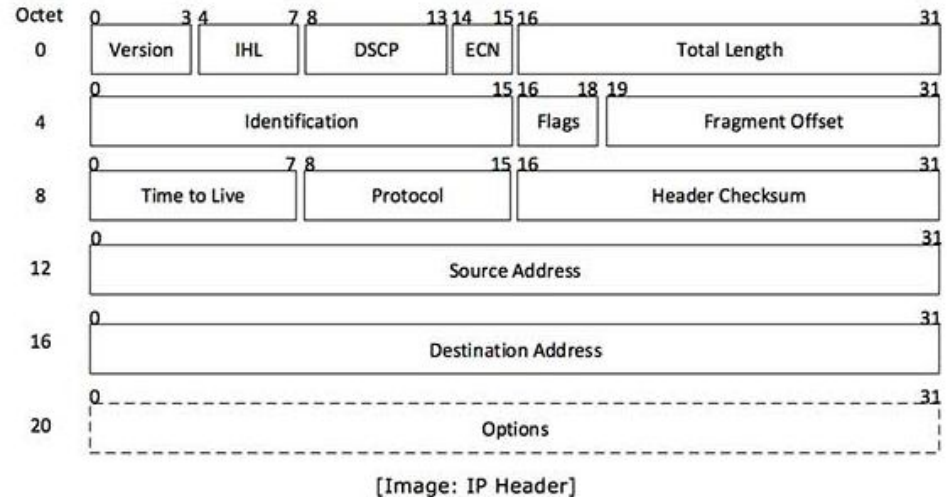 Octet 0 3 4 7 8 13 14 15 16 31
0 Version IHL DSCP ECN Total Length
0 15 16 18 19 31
4 Identification Flags Fragment Offset
0 7 8 15 16 31
8 Time to Live Protocol Header Checksum
0 31
12 Source Address
0 31
16 Destination Address
0 31
20 Options
[Image: IP Header]